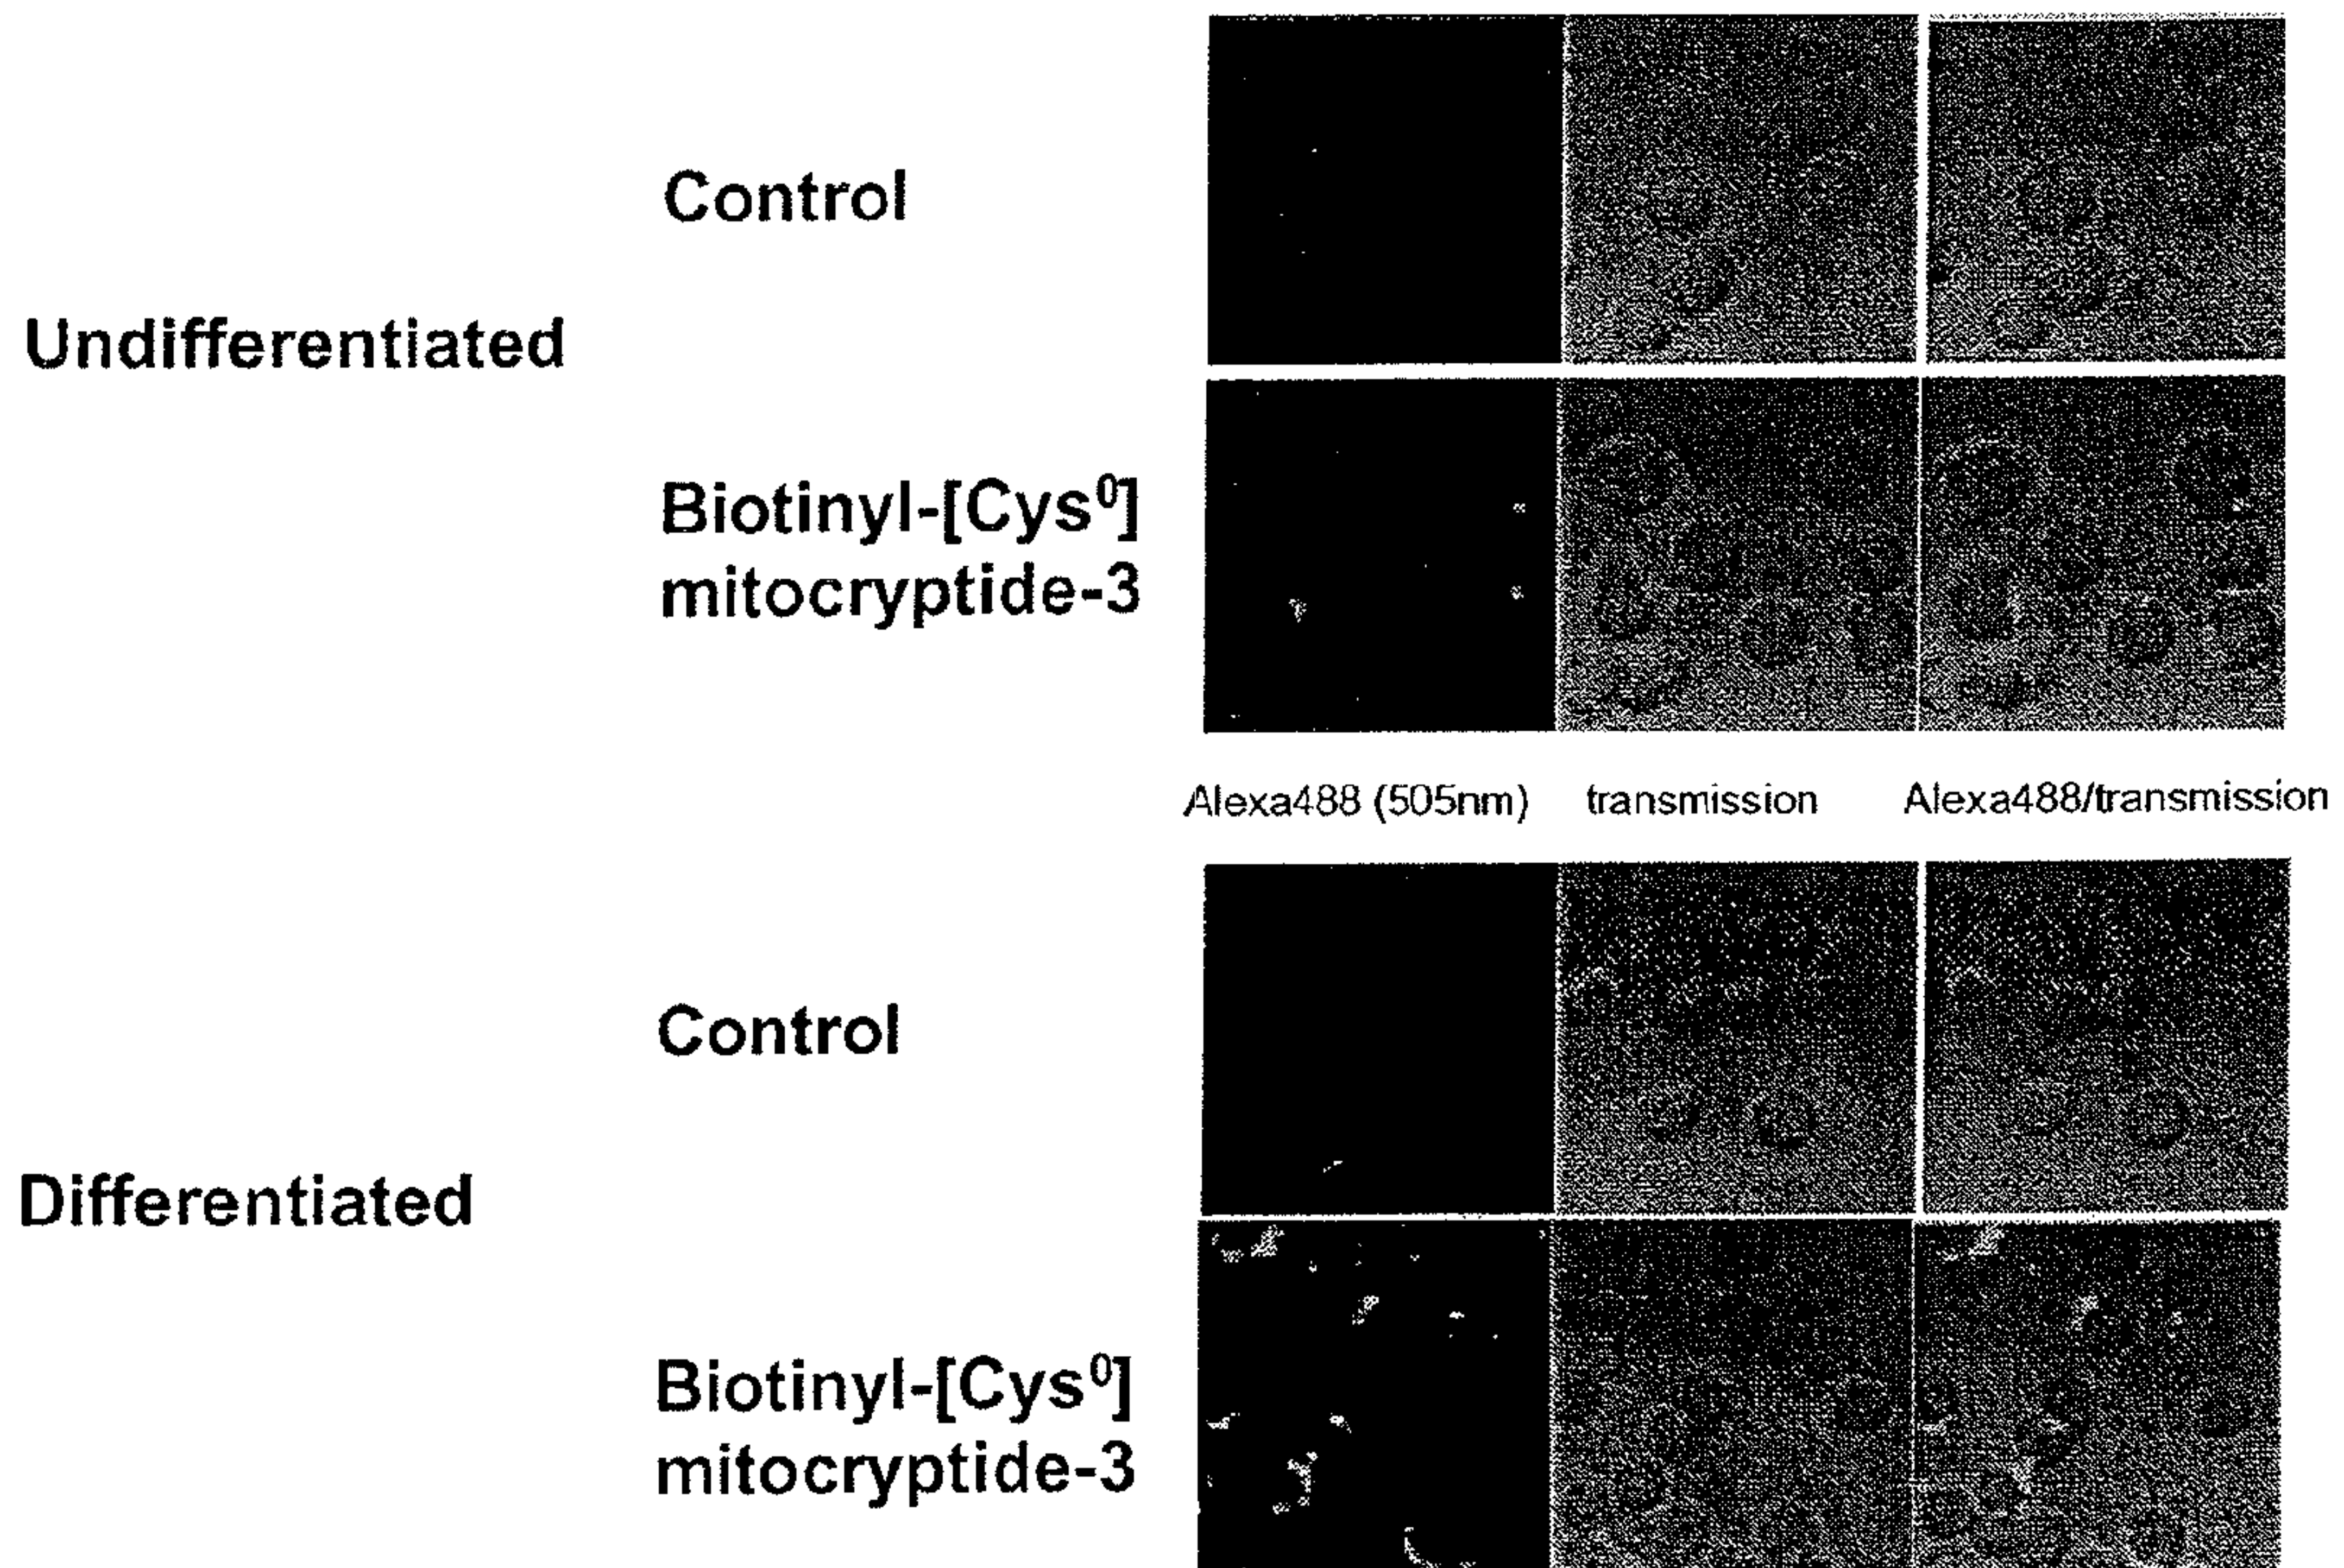 Control
Undifferentiated
Biotinyl-[Cys⁰]
mitocryptide-3
Alexa488 (505nm) transmission Alexa488/transmission
Control
Differentiated
Biotinyl-[Cys⁰]
mitocryptide-3